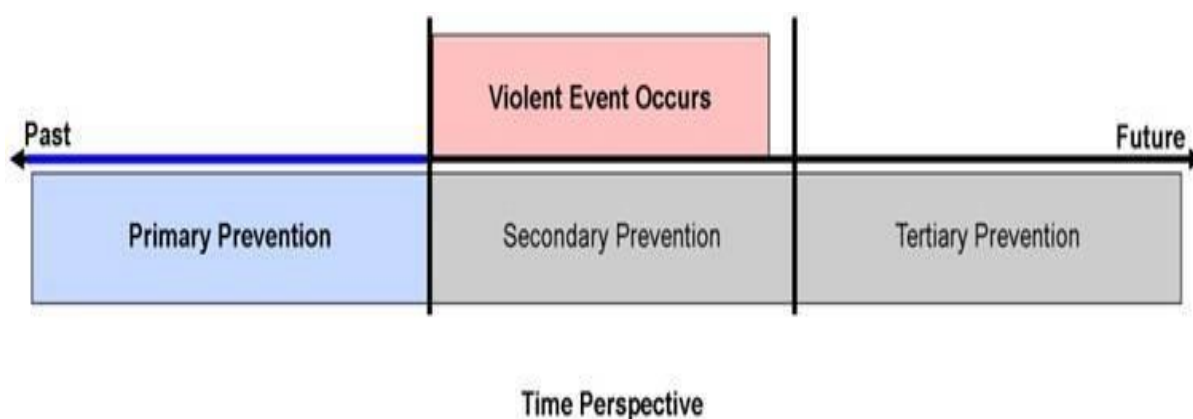 Violent Event Occurs
Past
Future
Primary Prevention
Secondary Prevention
Tertiary Prevention
Time Perspective